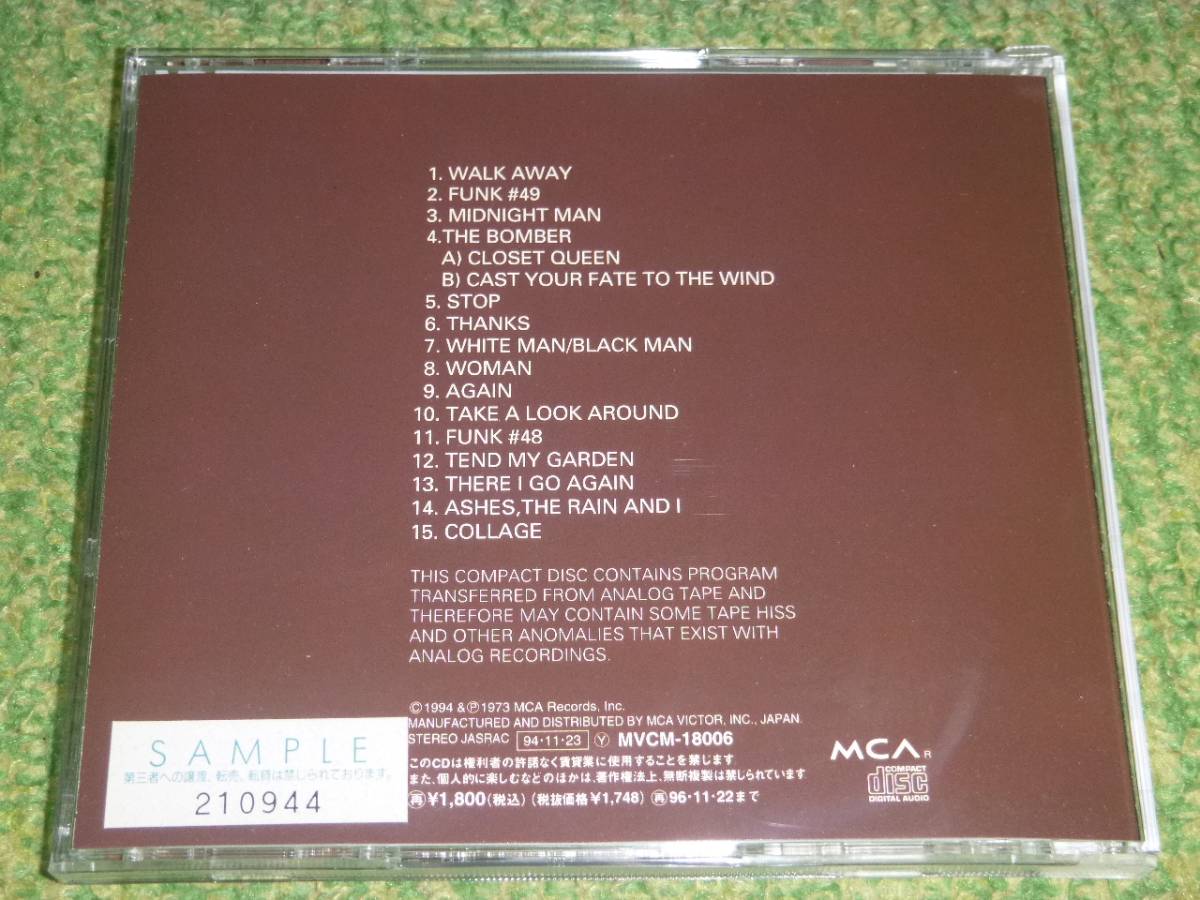 1. WALK AWAY
2. FUNK #49
3. MIDNIGHT MAN
4.THE BOMBER
A) CLOSET QUEEN
B) CAST YOUR FATE TO THE WIND
5. STOP
6. THANKS
7. WHITE MAN/BLACK MAN
8. WOMAN
9. AGAIN
10. TAKE A LOOK AROUND
11. FUNK #48
12. TEND MY GARDEN
13. THERE I GO AGAIN
14. ASHES,THE RAIN AND I
15. COLLAGE
THIS COMPACT DISC CONTAINS PROGRAM
TRANSFERRED FROM ANALOG TAPE AND
THEREFORE MAY CONTAIN SOME TAPE HISS
AND OTHER ANOMALIES THAT EXIST WITH
ANALOG RECORDINGS.
©1994 &℗1973 MCA Records, Inc.
MANUFACTURED AND DISTRIBUTED BY MCA VICTOR, INC., JAPAN.
STEREO JASRAC 94·11·23 Ⓨ MVCM-18006
このCDは権利者の許諾なく賃貸業に使用することを禁じます
また、個人的に楽しむなどのほかは、著作権法上、無断複製は禁じられています
再¥1,800(税込)(税抜価格¥1,748) 再96·11·22まで
SAMPLE
第三者への譲渡、転売、転貸は禁じられております。
210944
MCA R
COMPACT
disc
DIGITAL AUDIO